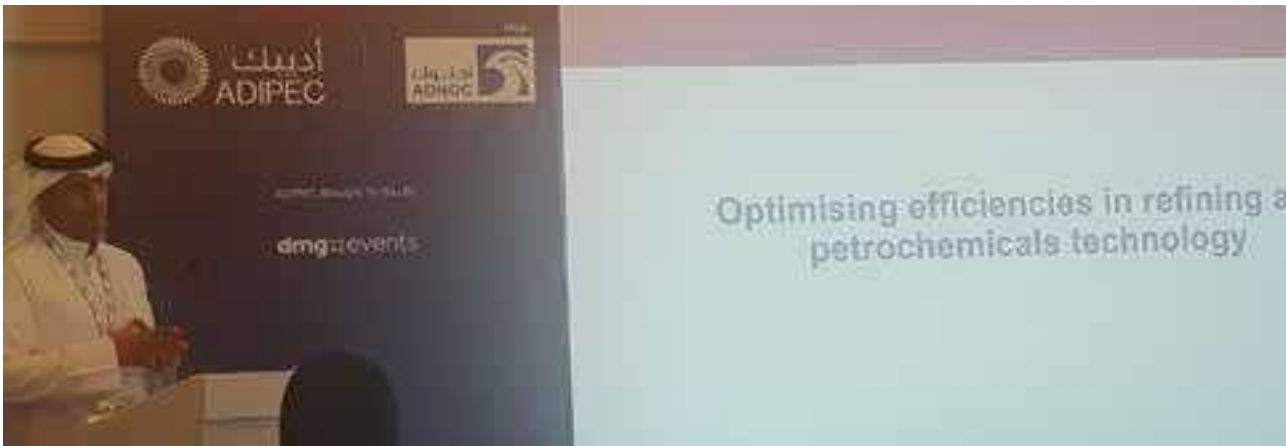 أديبك
ADIPEC
أدنوك
ADNOC
dmg::events
Optimising efficiencies in refining a
petrochemicals technology